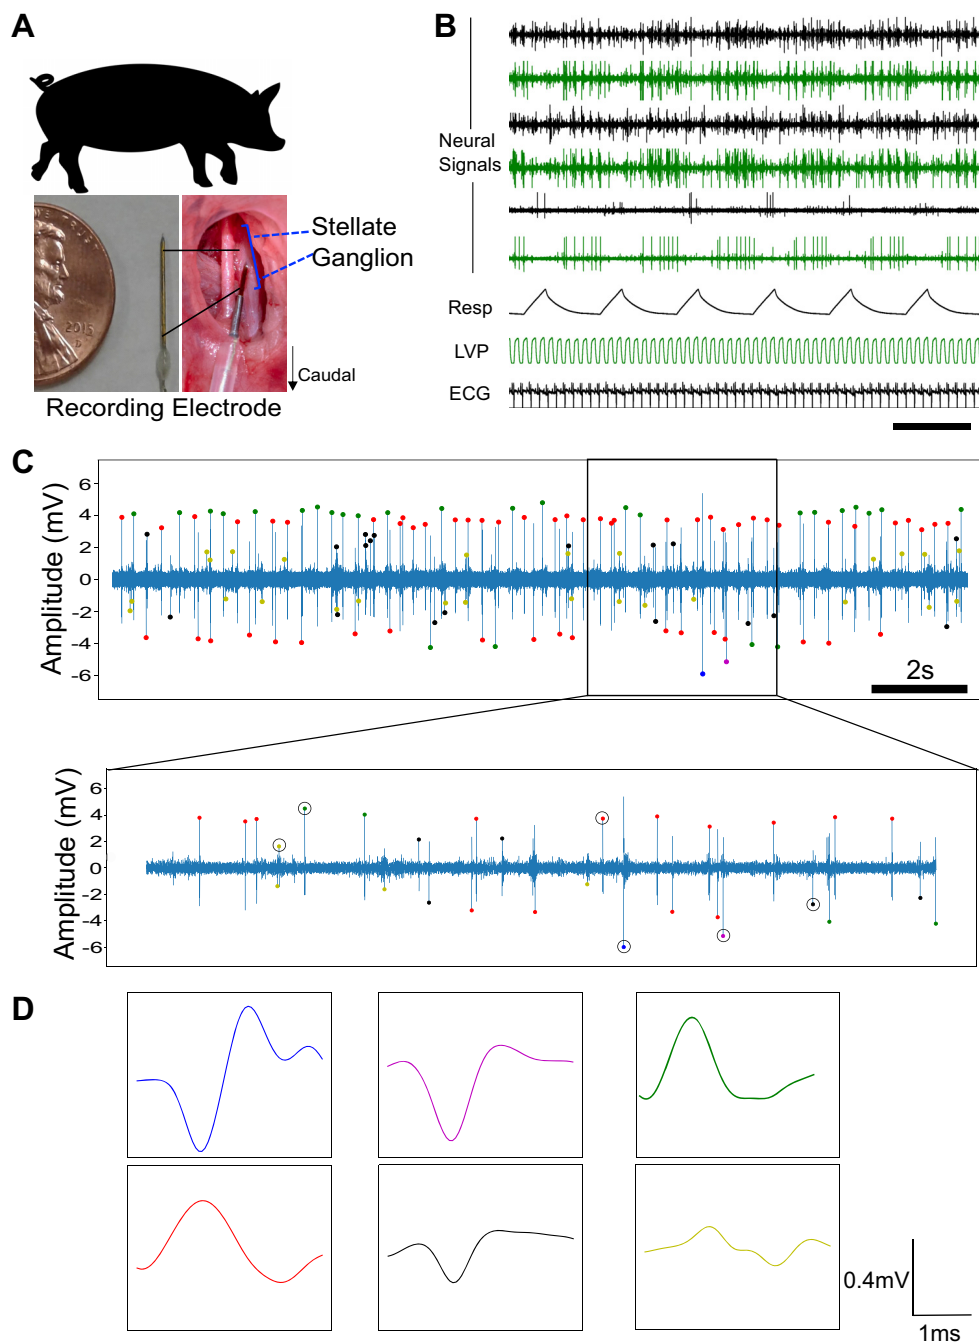 A
B
Neural
Signals
Stellate
Ganglion
2015
D
Caudal
Recording Electrode
Resp
LVP
ECG
C
Amplitude (mV)
6
4
2
0
-2
-4
-6
2s
Amplitude (mV)
6
4
2
0
-2
-4
-6
D
0.4mV
1ms